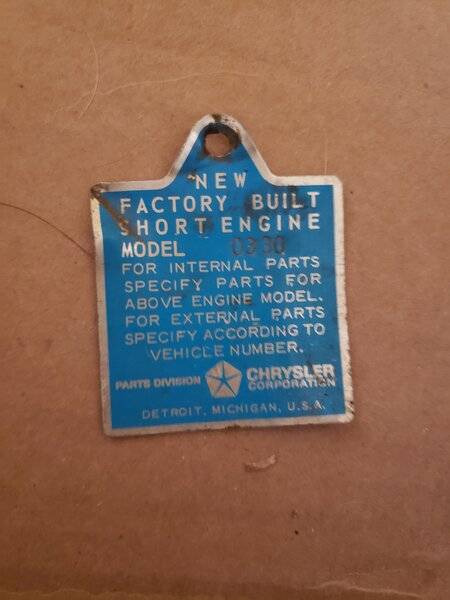 NEW
FACTORY BUILT
SHORT ENGINE
MODEL
FOR INTERNAL PARTS
SPECIFY PARTS FOR
ABOVE ENGINE MODEL.
FOR EXTERNAL PARTS
SPECIFY ACCORDING TO
VEHICLE NUMBER.
PARTS DIVISION CHRYSLER
CORPORATION
DETROIT, MICHIGAN, U.S.A.